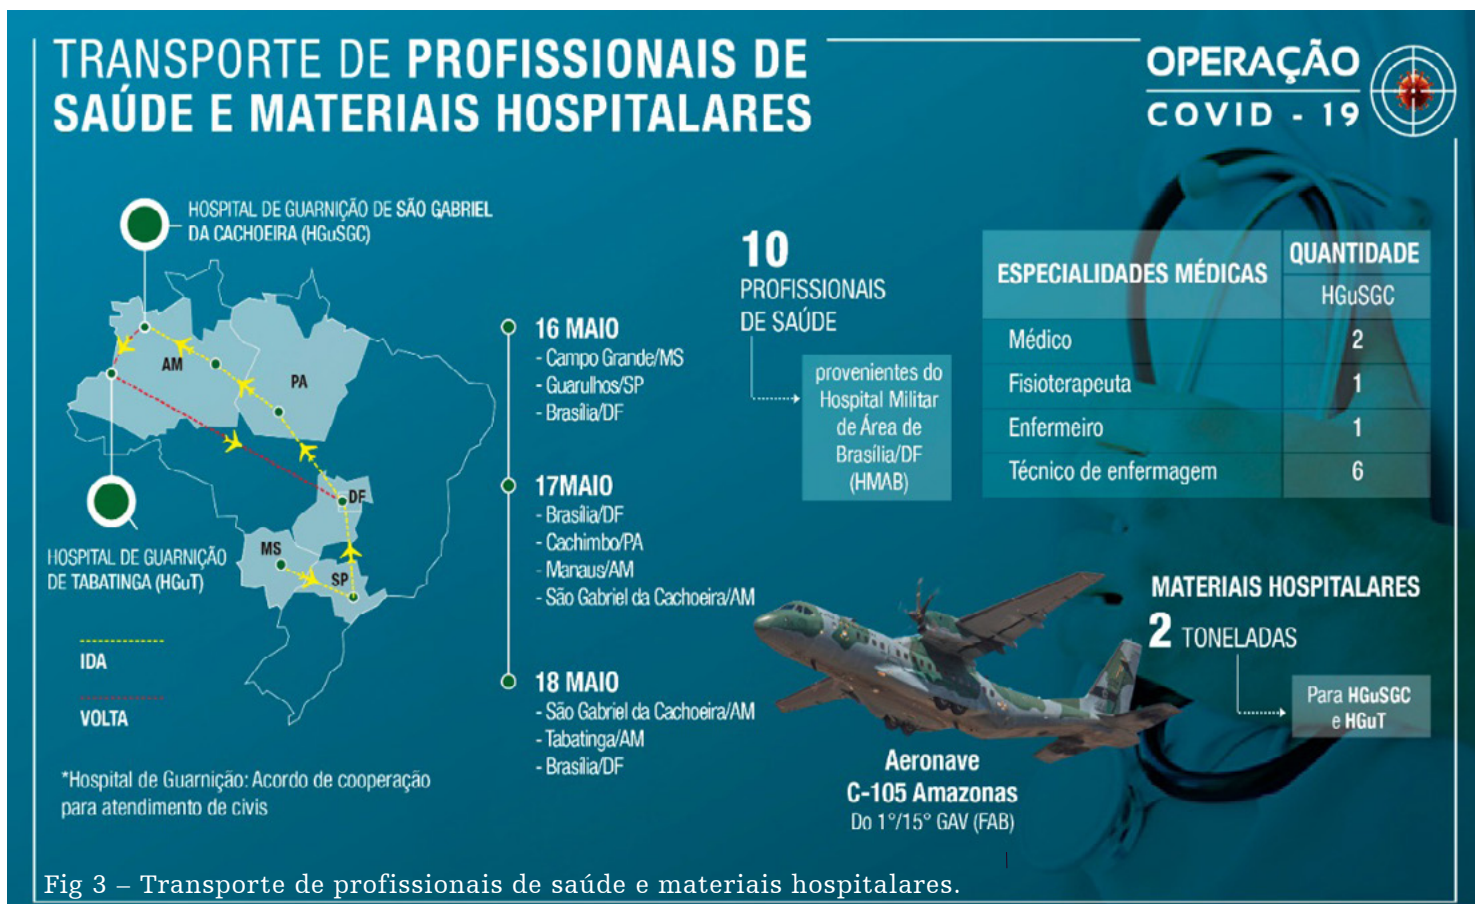 TRANSPORTE DE PROFISSIONAIS DE
SAÚDE E MATERIAIS HOSPITALARES
OPERAÇÃO
COVID - 19
HOSPITAL DE GUARNIÇÃO DE SÃO GABRIEL
DA CACHOEIRA (HGuSGC)
AM
PA
DF
MS
SP
HOSPITAL DE GUARNIÇÃO
DE TABATINGA (HGuT)
IDA
VOLTA
*Hospital de Guarnição: Acordo de cooperação
para atendimento de civis
16 MAIO
- Campo Grande/MS
- Guarulhos/SP
- Brasília/DF
17MAIO
- Brasília/DF
- Cachimbo/PA
- Manaus/AM
- São Gabriel da Cachoeira/AM
18 MAIO
- São Gabriel da Cachoeira/AM
- Tabatinga/AM
- Brasília/DF
10
PROFISSIONAIS
DE SAÚDE
provenientes do
Hospital Militar
de Área de
Brasília/DF
(HMAB)
ESPECIALIDADES MÉDICAS
QUANTIDADE
HGuSGC
Médico 2
Fisioterapeuta 1
Enfermeiro 1
Técnico de enfermagem 6
MATERIAIS HOSPITALARES
2 TONELADAS
Para HGuSGC
e HGuT
Aeronave
C-105 Amazonas
Do 1°/15° GAV (FAB)
Fig 3 – Transporte de profissionais de saúde e materiais hospitalares.